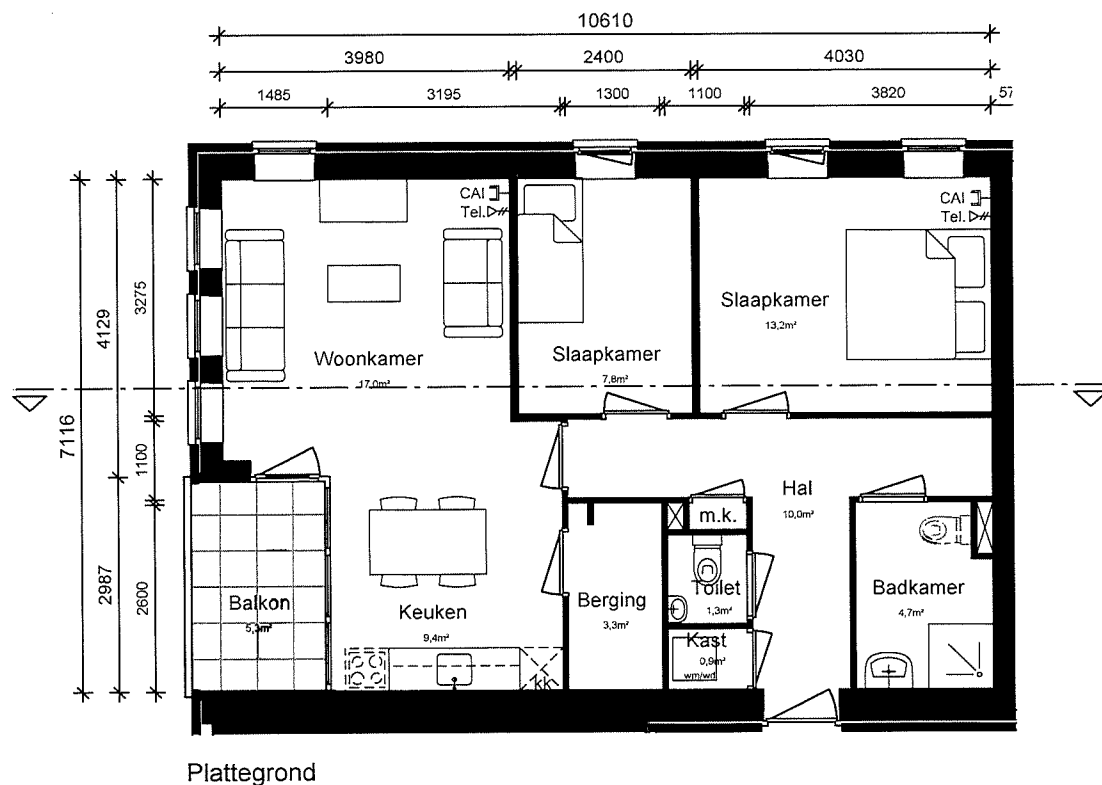 10610
3980 2400 4030
1485 3195 1300 1100 3820 57
CAI CAI
Tel. Tel.
3275
4129
7116
Slaapkamer
13,2m²
Woonkamer
17,0m²
Slaapkamer
7,8m²
1100
Hal
10,0m²
m.k.
2987
2600
Balkon
5,3m²
Keuken
9,4m²
Berging
3,3m²
Toilet
1,3m²
Badkamer
4,7m²
Kast
0,9m²
wm/wd
kk
Plattegrond